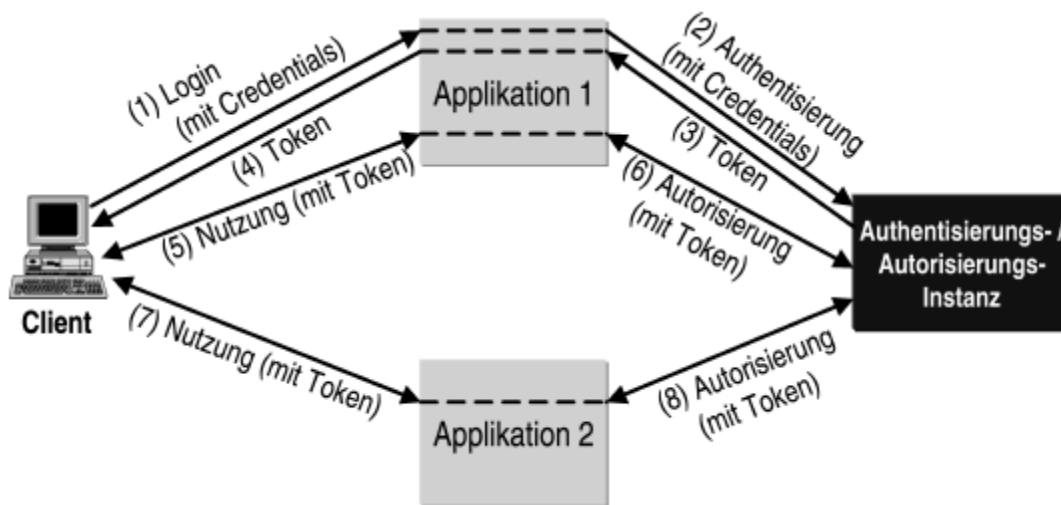 (1) Login
(mit Credentials)
(4) Token
(5) Nutzung (mit Token)
Applikation 1
(2) Authentisierung
(mit Credentials)
(3) Token
(6) Autorisierung
(mit Token)
Client
Authentisierungs- /
Autorisierungs-
Instanz
(7) Nutzung (mit Token)
Applikation 2
(8) Autorisierung
(mit Token)